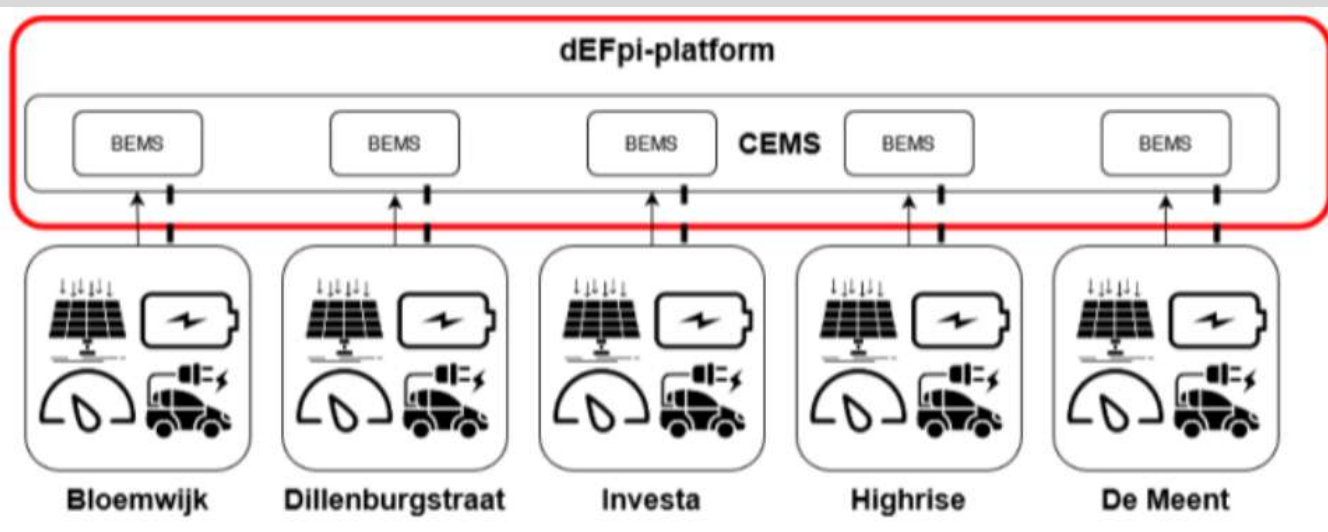 dEFpi-platform
BEMS BEMS BEMS CEMS BEMS BEMS
Bloemwijk Dillenburgstraat Investa Highrise De Meent